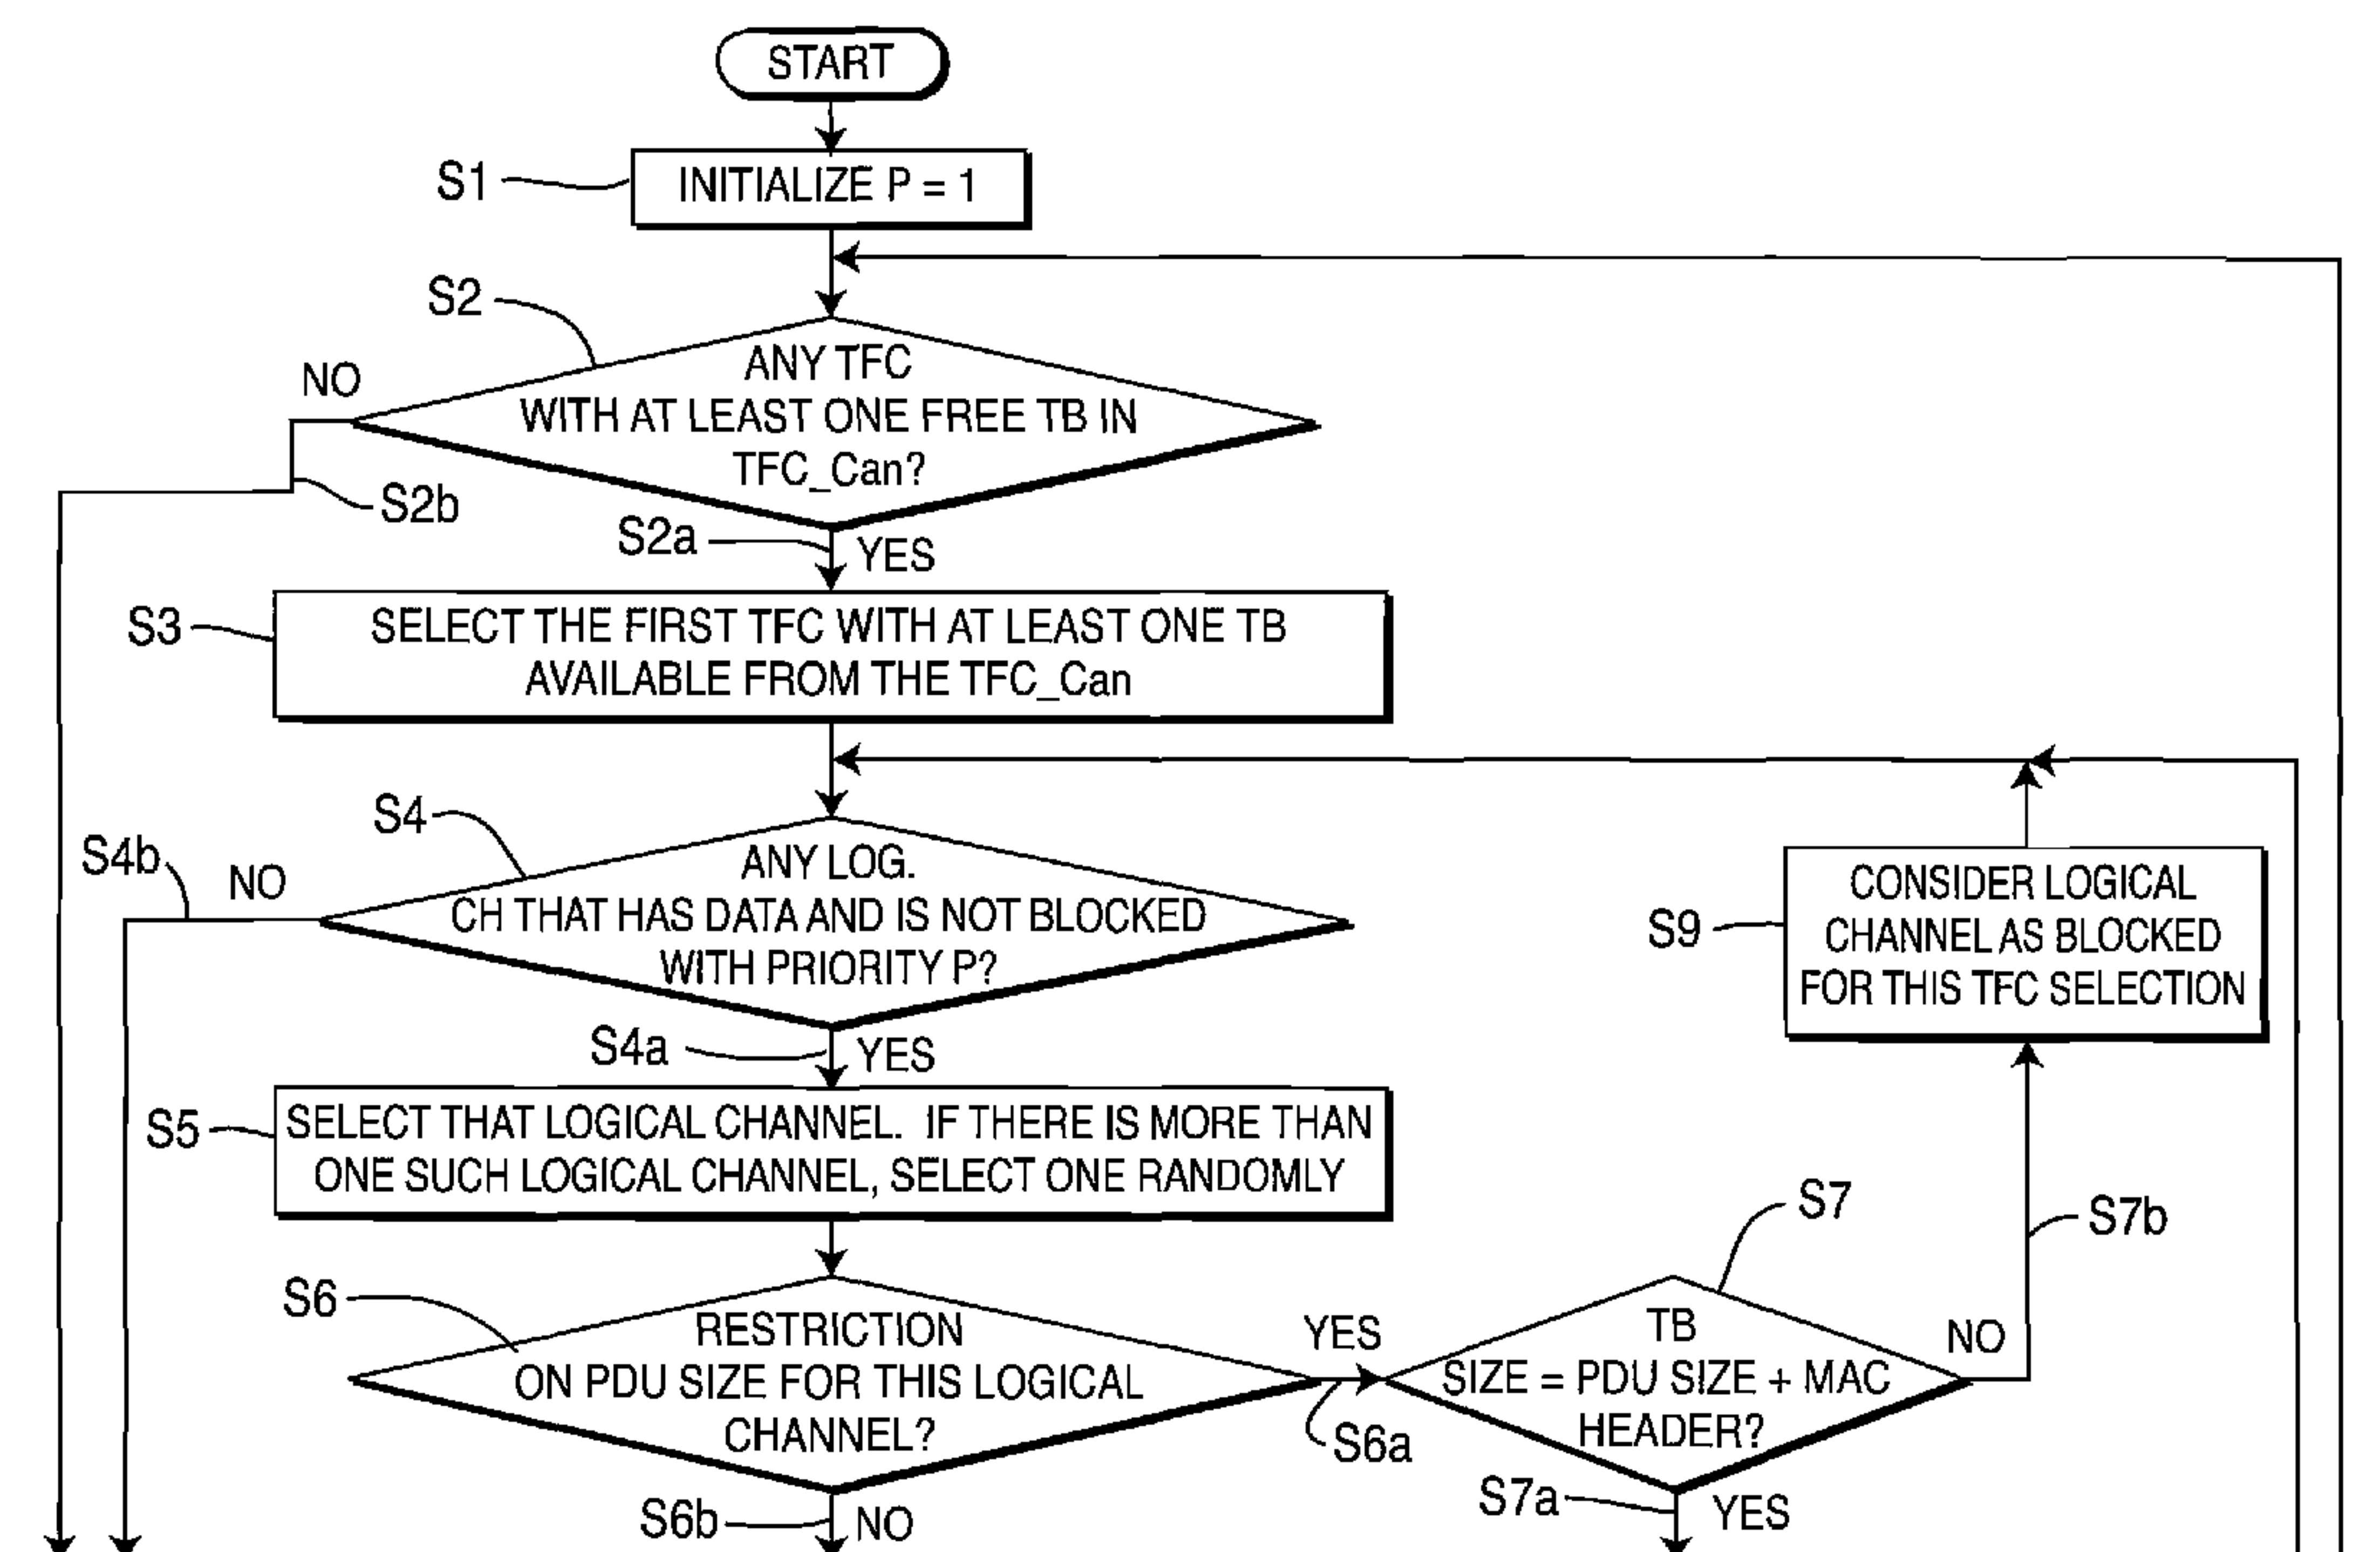 START
S1
INITIALIZE P = 1
S2
NO
ANY TFC
WITH AT LEAST ONE FREE TB IN
TFC_Can?
S2b
S2a
YES
S3
SELECT THE FIRST TFC WITH AT LEAST ONE TB
AVAILABLE FROM THE TFC_Can
S4
S4b
NO
ANY LOG.
CH THAT HAS DATA AND IS NOT BLOCKED
WITH PRIORITY P?
S9
CONSIDER LOGICAL
CHANNEL AS BLOCKED
FOR THIS TFC SELECTION
S4a
YES
S5
SELECT THAT LOGICAL CHANNEL. IF THERE IS MORE THAN
ONE SUCH LOGICAL CHANNEL, SELECT ONE RANDOMLY
S7
S7b
S6
RESTRICTION
ON PDU SIZE FOR THIS LOGICAL
CHANNEL?
YES
S6a
TB
SIZE = PDU SIZE + MAC
HEADER?
NO
S6b
NO
S7a
YES